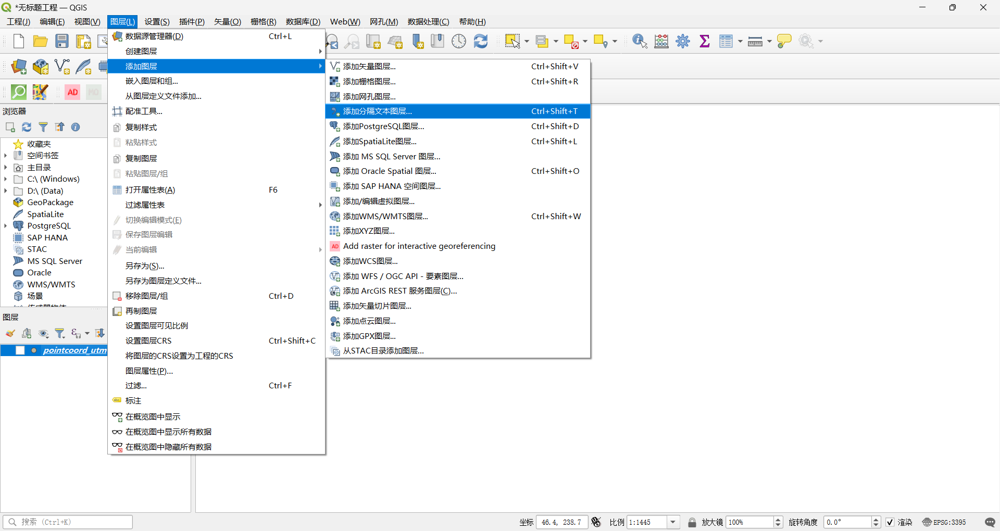 *无标题工程 — QGIS
工程(J) 编辑(E) 视图(V) 图层(L) 设置(S) 插件(P) 矢量(O) 栅格(R) 数据库(D) Web(W) 网孔(M) 数据处理(C) 帮助(H)
数据源管理器(D) Ctrl+L
创建图层
添加图层
嵌入图层和组...
从图层定义文件添加...
配准工具...
复制样式
粘贴样式
复制图层
粘贴图层/组
打开属性表(A) F6
过滤属性表
切换编辑模式(E)
保存图层编辑
当前编辑
另存为(S)...
另存为图层定义文件...
移除图层/组 Ctrl+D
再制图层
设置图层可见比例
设置图层CRS Ctrl+Shift+C
将图层的CRS设置为工程的CRS
图层属性(P)...
过滤... Ctrl+F
abc 标注
在概览图中显示
在概览图中显示所有数据
在概览图中隐藏所有数据
添加矢量图层... Ctrl+Shift+V
添加栅格图层... Ctrl+Shift+R
添加网孔图层...
添加分隔文本图层... Ctrl+Shift+T
添加PostgreSQL图层... Ctrl+Shift+D
添加SpatiaLite图层... Ctrl+Shift+L
添加 MS SQL Server 图层...
添加 Oracle Spatial 图层... Ctrl+Shift+O
添加 SAP HANA 空间图层...
添加/编辑虚拟图层...
添加WMS/WMTS图层... Ctrl+Shift+W
添加XYZ图层...
AD Add raster for interactive georeferencing
添加WCS图层...
添加 WFS / OGC API - 要素图层...
添加 ArcGIS REST 服务图层(C)...
添加矢量切片图层...
添加点云图层...
添加GPX图层...
从STAC目录添加图层...
AD MO
浏览器
收藏夹
空间书签
主目录
C:\ (Windows)
D:\ (Data)
GeoPackage
SpatiaLite
PostgreSQL
SAP HANA
STAC
MS SQL Server
Oracle
WMS/WMTS
场景
图层
pointcoord_utm
搜索 (Ctrl+K)
坐标 46.4, 238.7 比例 1:1445 放大镜 100% 旋转角度 0.0° 渲染 EPSG:3395